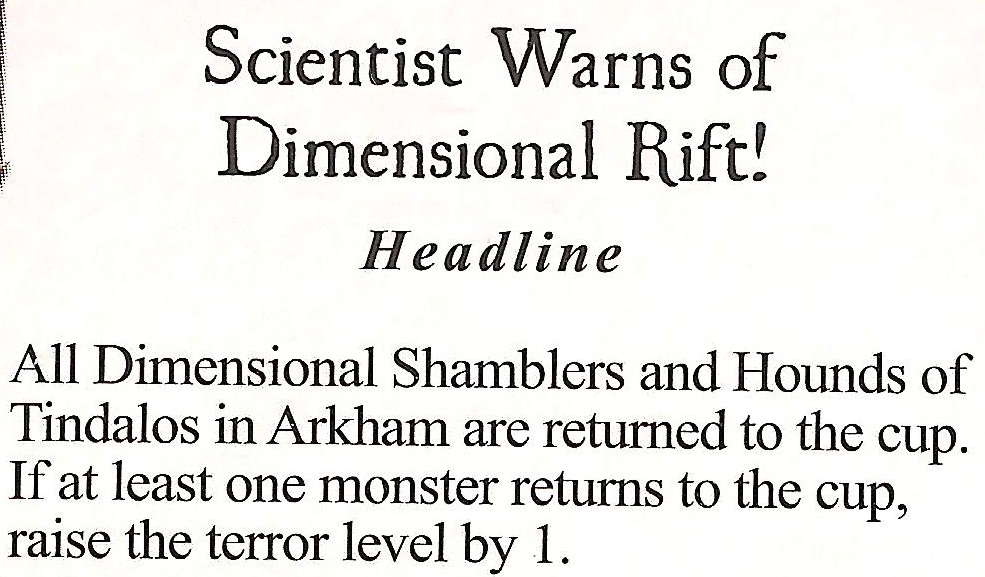 Scientist Warns of
Dimensional Rift!
Headline
All Dimensional Shamblers and Hounds of
Tindalos in Arkham are returned to the cup.
If at least one monster returns to the cup,
raise the terror level by 1.